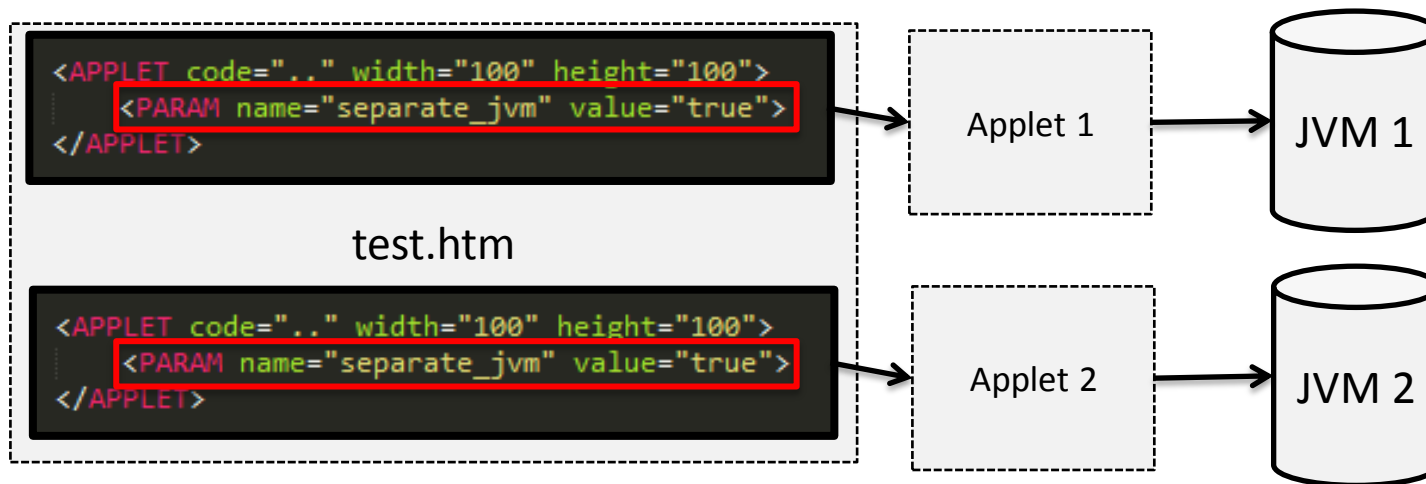 <APPLET code=".." width="100" height="100">
<PARAM name="separate_jvm" value="true">
</APPLET>
Applet 1
JVM 1
test.htm
<APPLET code=".." width="100" height="100">
<PARAM name="separate_jvm" value="true">
</APPLET>
Applet 2
JVM 2